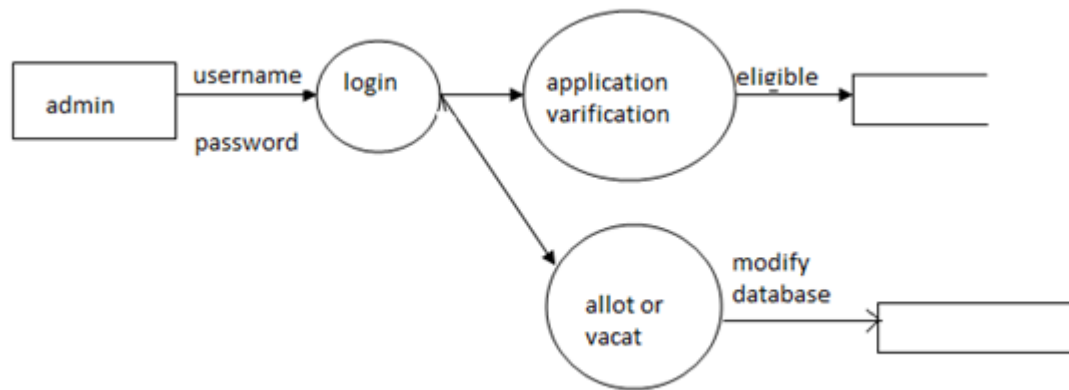 admin
username
password
login
application
varification
eligible
allot or
vacat
modify
database